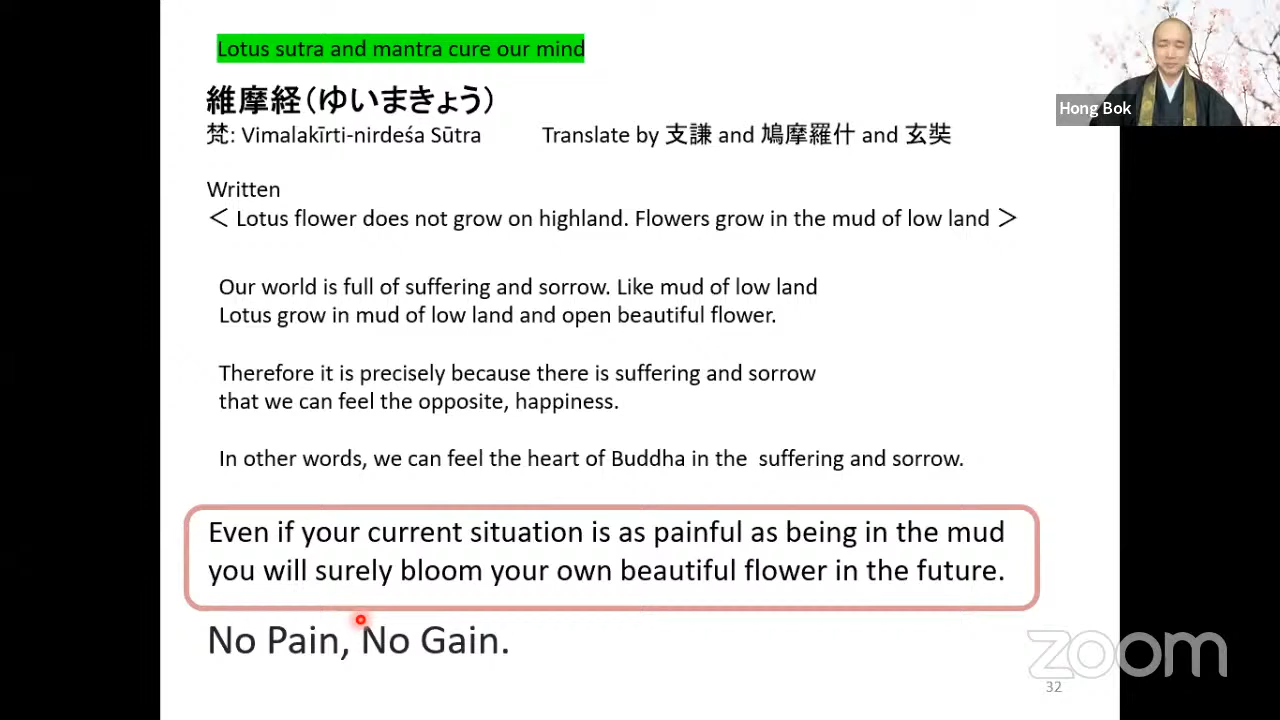 Lotus sutra and mantra cure our mind
維摩経(ゆいまきょう)
梵: Vimalakīrti-nirdeśa Sūtra Translate by 支謙 and 鳩摩羅什 and 玄奘
Written
＜ Lotus flower does not grow on highland. Flowers grow in the mud of low land ＞
Our world is full of suffering and sorrow. Like mud of low land
Lotus grow in mud of low land and open beautiful flower.
Therefore it is precisely because there is suffering and sorrow
that we can feel the opposite, happiness.
In other words, we can feel the heart of Buddha in the suffering and sorrow.
Even if your current situation is as painful as being in the mud
you will surely bloom your own beautiful flower in the future.
No Pain, No Gain.
32
Hong Bok
zoom